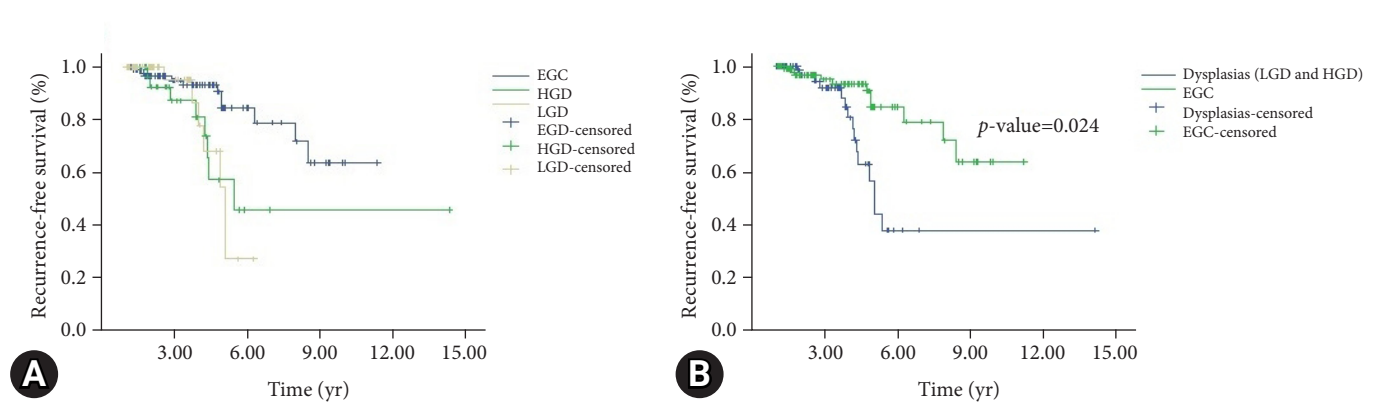 1.0
0.8
0.6
0.4
0.2
0.0
Recurrence-free survival (%)
3.00 6.00 9.00 12.00 15.00
Time (yr)
EGC
HGD
LGD
EGD-censored
HGD-censored
LGD-censored
A
1.0
0.8
0.6
0.4
0.2
0.0
Recurrence-free survival (%)
3.00 6.00 9.00 12.00 15.00
Time (yr)
p-value=0.024
Dysplasias (LGD and HGD)
EGC
Dysplasias-censored
EGC-censored
B